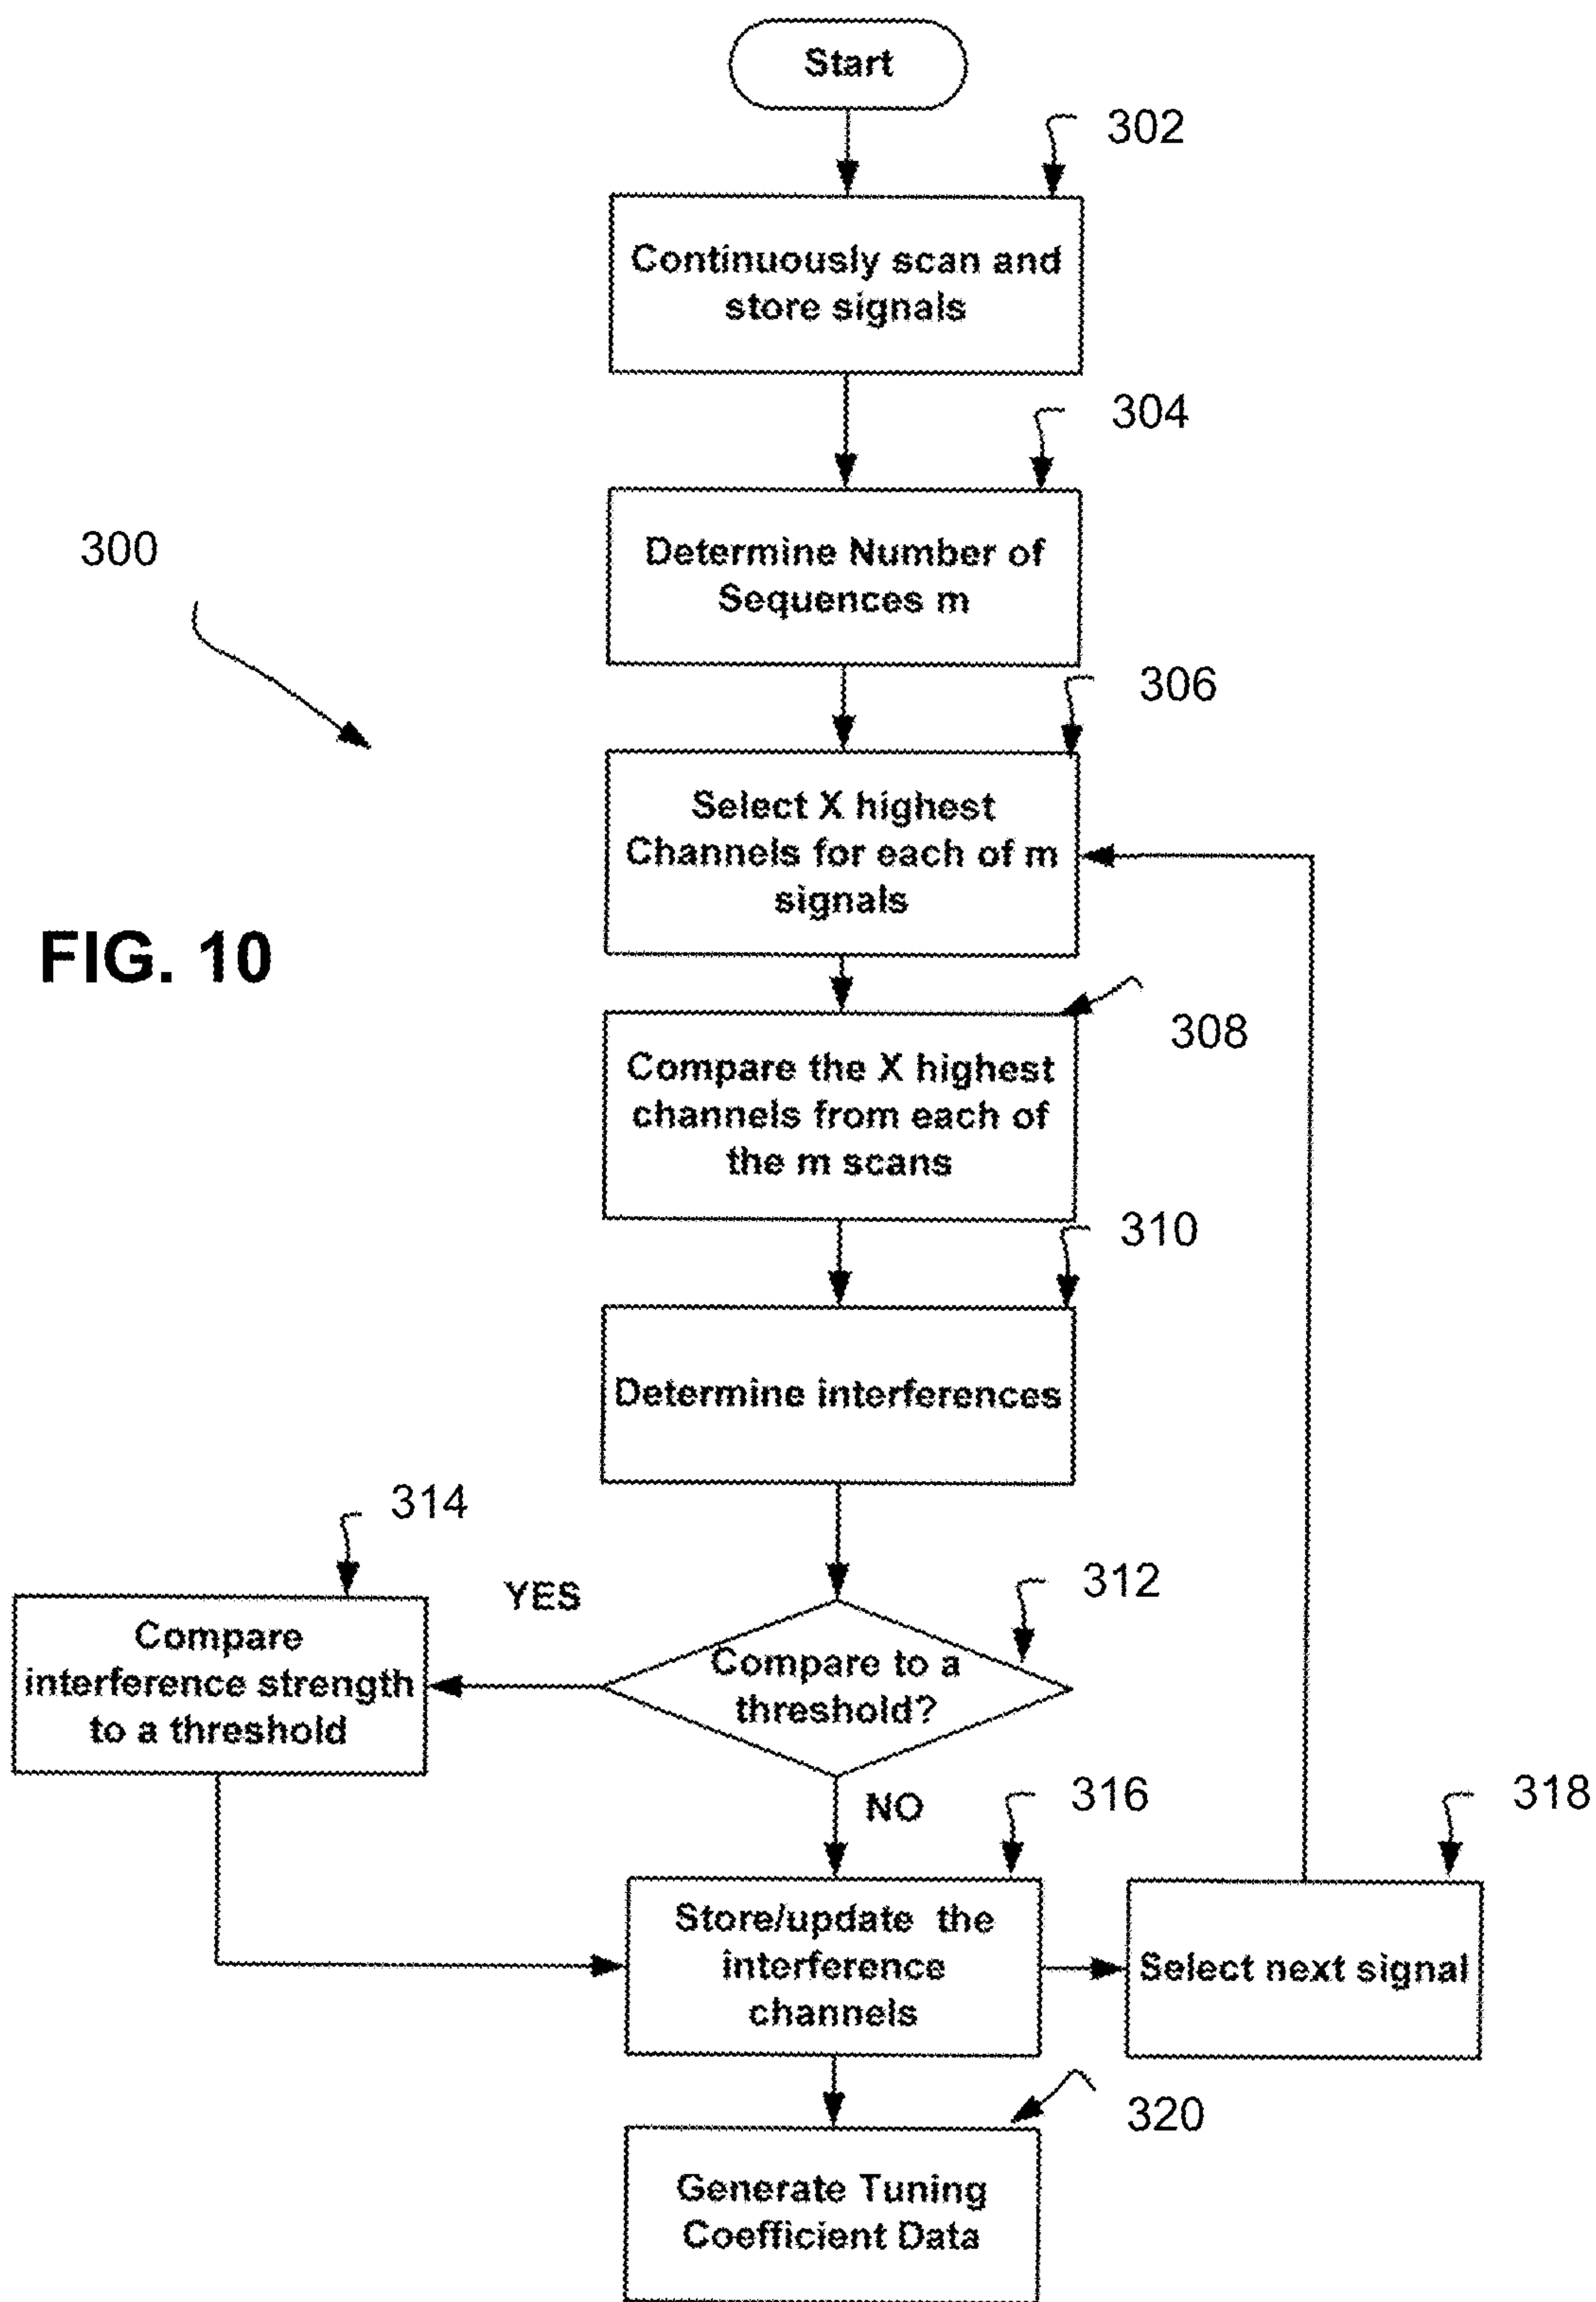 Start
302
Continuously scan and
store signals
304
Determine Number of
Sequences m
300
306
Select X highest
Channels for each of m
signals
FIG. 10
308
Compare the X highest
channels from each of
the m scans
310
Determine interferences
314
YES
312
Compare
interference strength
to a threshold
Compare to a
threshold?
NO
316
318
Store/update the
interference
channels
Select next signal
320
Generate Tuning
Coefficient Data